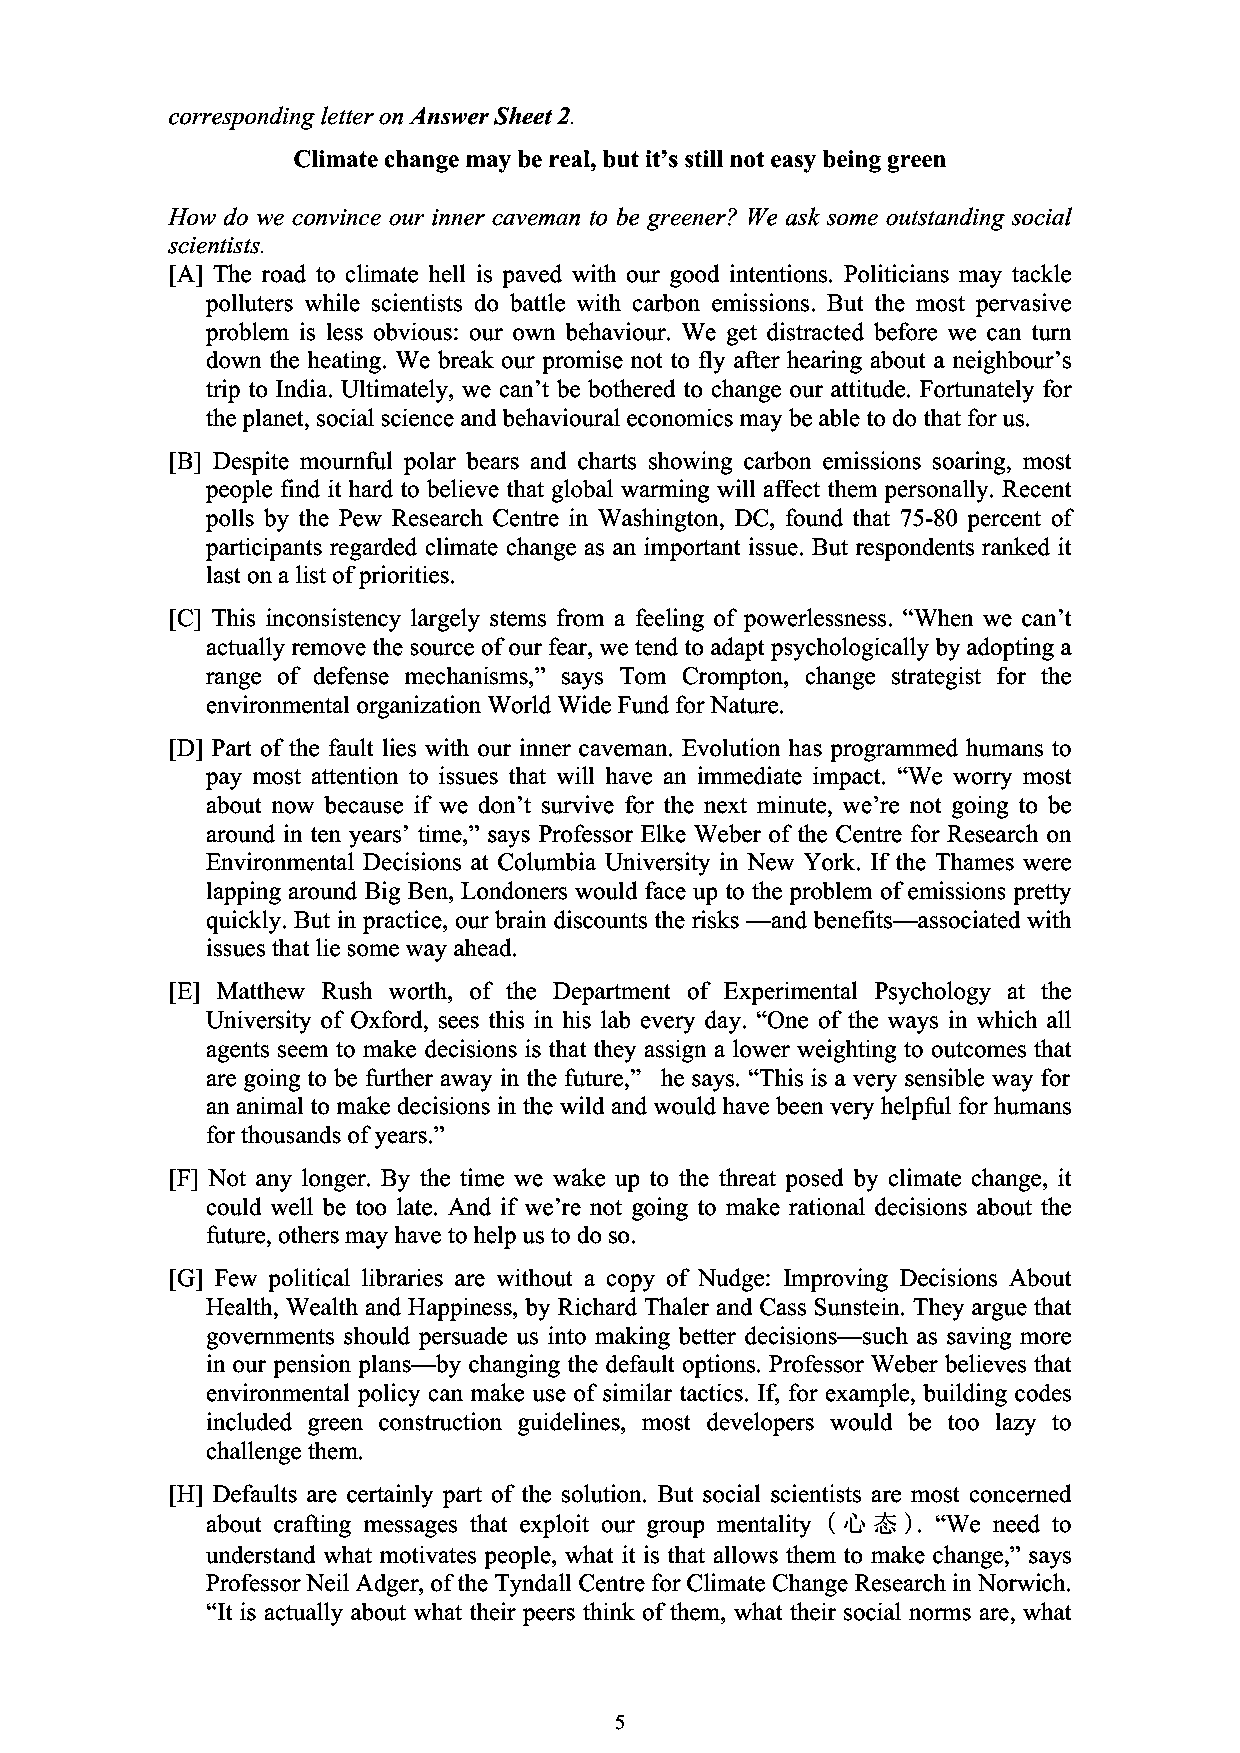 corresponding letter on Answer Sheet 2.
Climate change may be real, but it’s still not easy being green
How do we convince our inner caveman to be greener? We ask some outstanding social
scientists.
[A] The road to climate hell is paved with our good intentions. Politicians may tackle
polluters while scientists do battle with carbon emissions. But the most pervasive
problem is less obvious: our own behaviour. We get distracted before we can turn
down the heating. We break our promise not to fly after hearing about a neighbour’s
trip to India. Ultimately, we can’t be bothered to change our attitude. Fortunately for
the planet, social science and behavioural economics may be able to do that for us.
[B] Despite mournful polar bears and charts showing carbon emissions soaring, most
people find it hard to believe that global warming will affect them personally. Recent
polls by the Pew Research Centre in Washington, DC, found that 75-80 percent of
participants regarded climate change as an important issue. But respondents ranked it
last on a list of priorities.
[C] This inconsistency largely stems from a feeling of powerlessness. “When we can’t
actually remove the source of our fear, we tend to adapt psychologically by adopting a
range of defense mechanisms,” says Tom Crompton, change strategist for the
environmental organization World Wide Fund for Nature.
[D] Part of the fault lies with our inner caveman. Evolution has programmed humans to
pay most attention to issues that will have an immediate impact. “We worry most
about now because if we don’t survive for the next minute, we’re not going to be
around in ten years’ time,” says Professor Elke Weber of the Centre for Research on
Environmental Decisions at Columbia University in New York. If the Thames were
lapping around Big Ben, Londoners would face up to the problem of emissions pretty
quickly. But in practice, our brain discounts the risks —and benefits—associated with
issues that lie some way ahead.
[E] Matthew Rush worth, of the Department of Experimental Psychology at the
University of Oxford, sees this in his lab every day. “One of the ways in which all
agents seem to make decisions is that they assign a lower weighting to outcomes that
are going to be further away in the future,” he says. “This is a very sensible way for
an animal to make decisions in the wild and would have been very helpful for humans
for thousands of years.”
[F] Not any longer. By the time we wake up to the threat posed by climate change, it
could well be too late. And if we’re not going to make rational decisions about the
future, others may have to help us to do so.
[G] Few political libraries are without a copy of Nudge: Improving Decisions About
Health, Wealth and Happiness, by Richard Thaler and Cass Sunstein. They argue that
governments should persuade us into making better decisions—such as saving more
in our pension plans—by changing the default options. Professor Weber believes that
environmental policy can make use of similar tactics. If, for example, building codes
included green construction guidelines, most developers would be too lazy to
challenge them.
[H] Defaults are certainly part of the solution. But social scientists are most concerned
about crafting messages that exploit our group mentality（心态）. “We need to
understand what motivates people, what it is that allows them to make change,” says
Professor Neil Adger, of the Tyndall Centre for Climate Change Research in Norwich.
“It is actually about what their peers think of them, what their social norms are, what
5